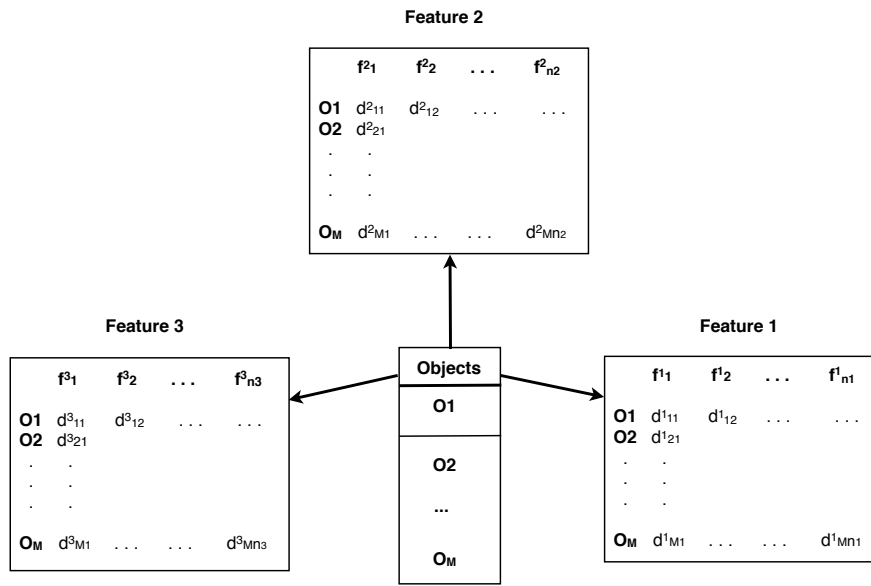 Feature 2
f²₁ f²₂ . . . f²ₙ₂
O1 d²₁₁ d²₁₂ . . . . . .
O2 d²₂₁
. .
. .
. .
O_M d²_M₁ . . . . . . d²_Mn₂
Feature 3
f³₁ f³₂ . . . f³ₙ₃
O1 d³₁₁ d³₁₂ . . . . . .
O2 d³₂₁
. .
. .
. .
O_M d³_M₁ . . . . . . d³_Mn₃
Objects
O1
O2
...
O_M
Feature 1
f¹₁ f¹₂ . . . f¹ₙ₁
O1 d¹₁₁ d¹₁₂ . . . . . .
O2 d¹₂₁
. .
. .
. .
O_M d¹_M₁ . . . . . . d¹_Mn₁